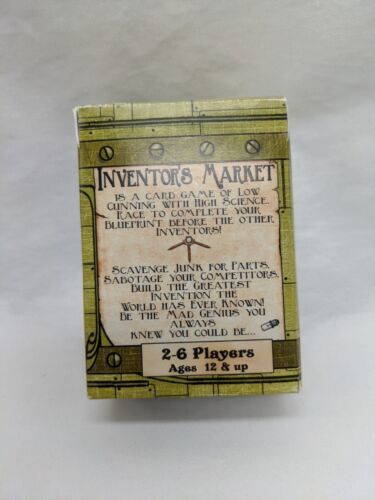 Inventor's Market
is a card game of Low
cunning with High Science.
Race to complete your
Blueprint before the other
Inventors!
Scavenge Junk for Parts,
Sabotage your Competitors,
Build the Greatest
Invention the
World has Ever Known!
Be the Mad Genius you
always
knew you could be...
2-6 Players
Ages 12 & up